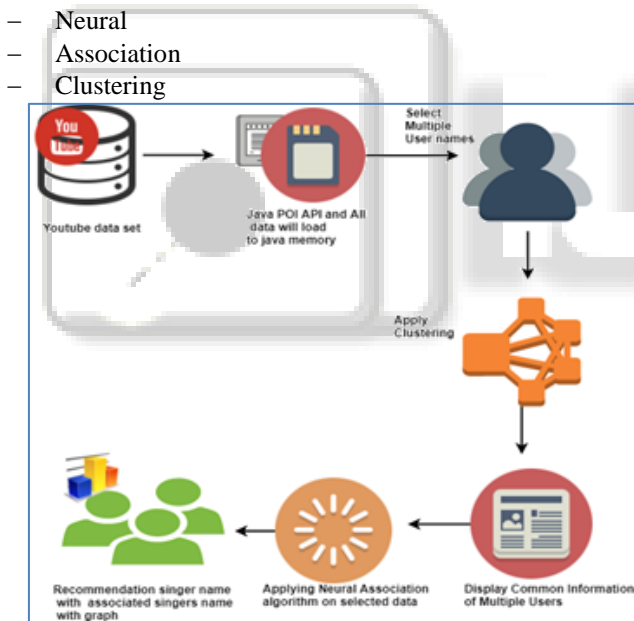 – Neural
– Association
– Clustering
You
Tube
Youtube data set
Java POI API and All
data will load
to java memory
Select
Multiple
User names
Apply
Clustering
Display Common Information
of Multiple Users
Applying Neural Association
algorithm on selected data
Recommendation singer name
with associated singers name
with graph